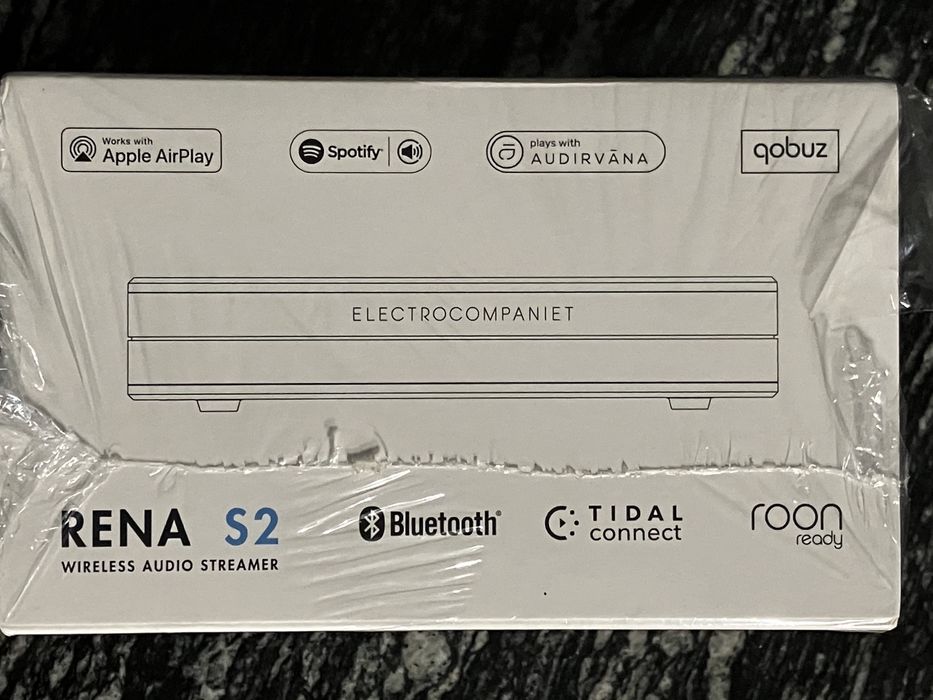 Works with
Apple AirPlay
Spotify
plays with
AUDIRVĀNA
qobuz
ELECTROCOMPANIET
RENA S2
WIRELESS AUDIO STREAMER
Bluetooth®
TIDAL
connect
roon
ready